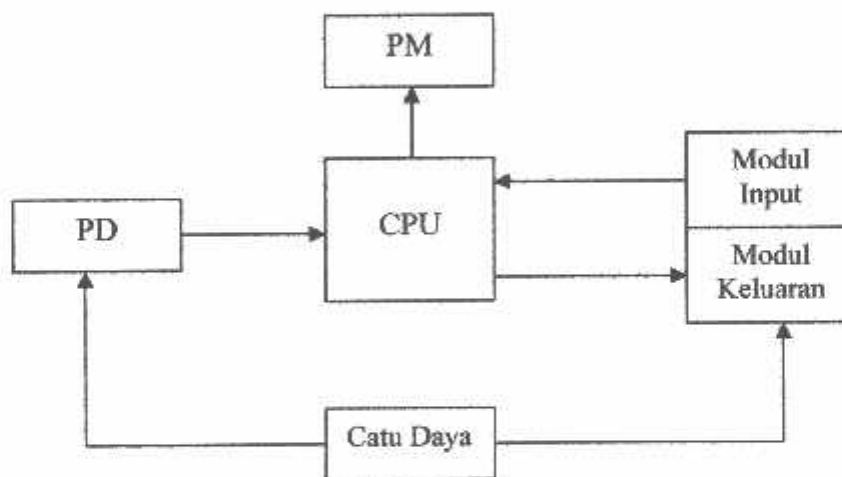 PM
Modul
Input
CPU
PD
Modul
Keluaran
Catu Daya